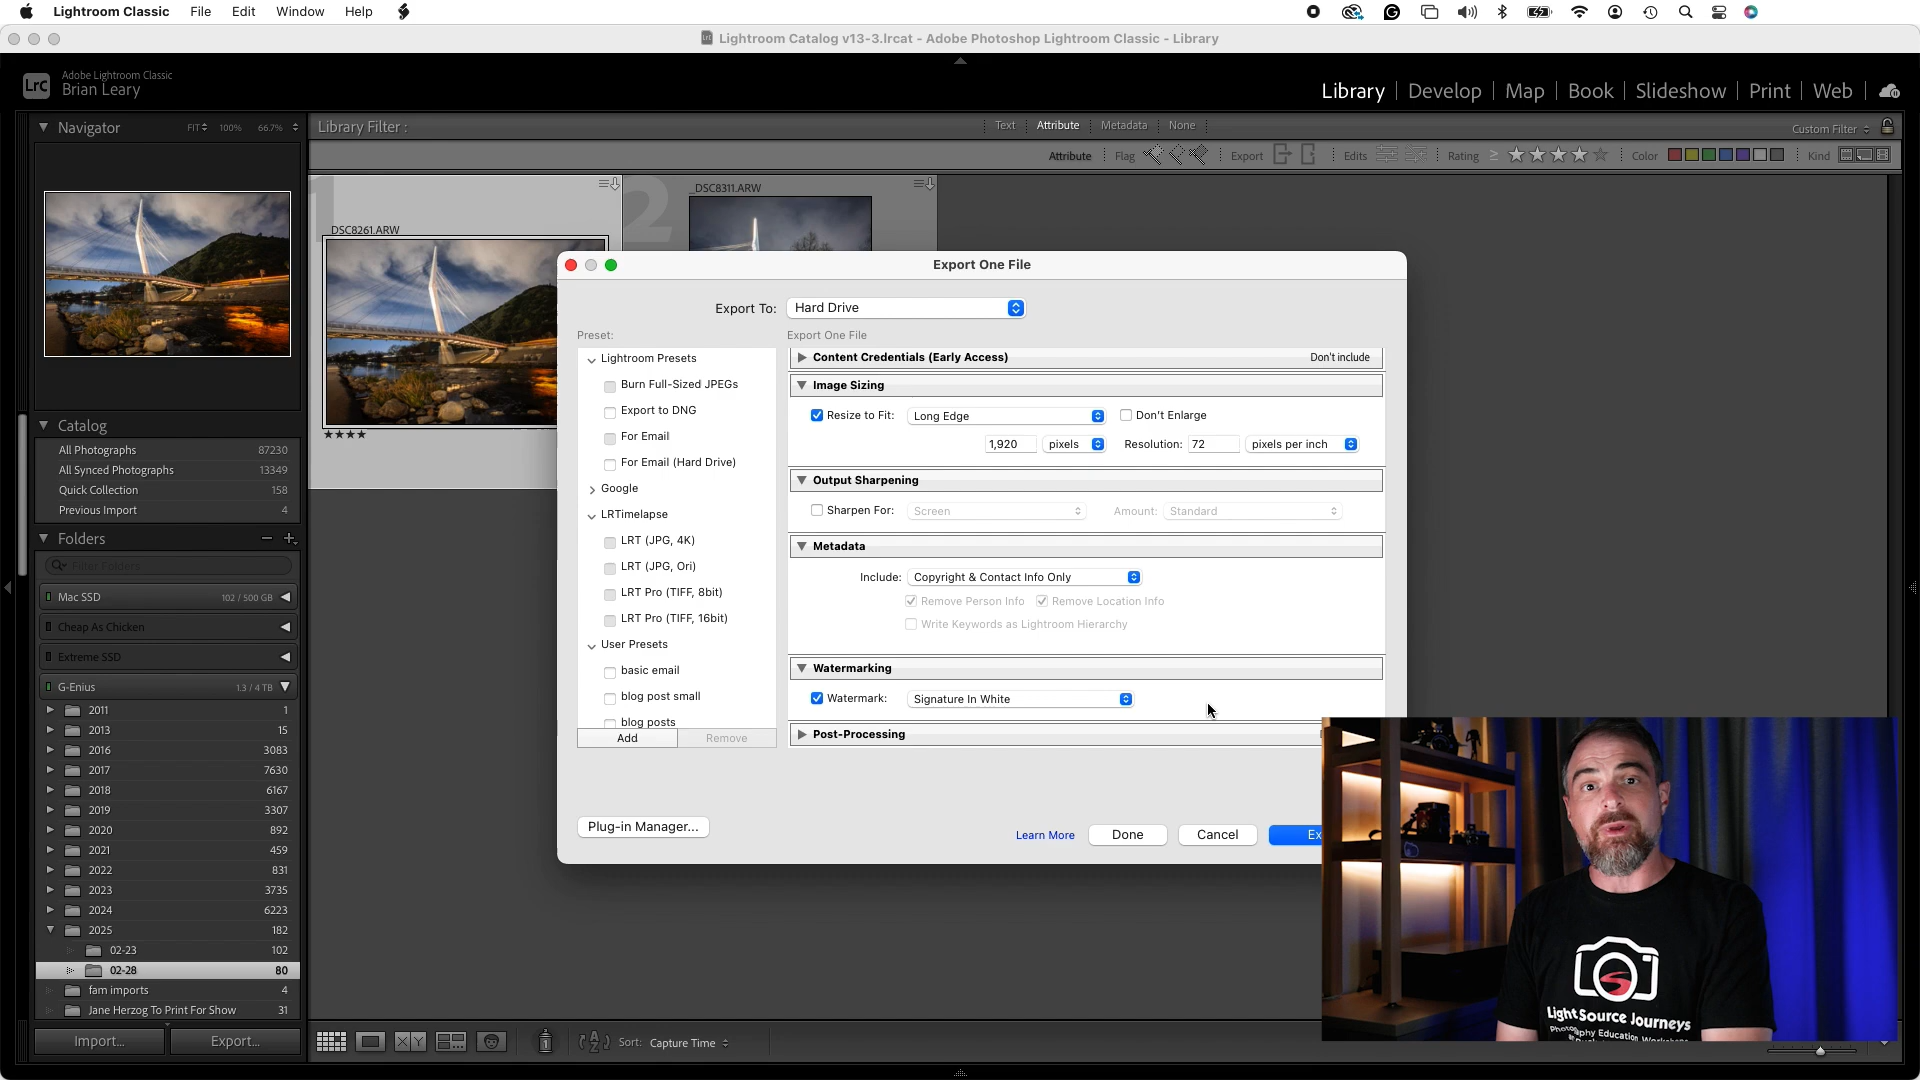 Lightroom Classic File Edit Window Help
Lightroom Catalog v13-3.lrcat - Adobe Photoshop Lightroom Classic - Library
LrC
Adobe Lightroom Classic
Brian Leary
Library Develop Map Book Slideshow Print Web
Navigator FIT 100% 66.7%
Library Filter : Text Attribute Metadata None Custom Filter
Attribute Flag Export Edits Rating ≥ Color Kind
1
_DSC8261.ARW
★★★★
2
_DSC8311.ARW
Catalog
All Photographs 87230
All Synced Photographs 13349
Quick Collection 158
Previous Import 4
Folders
Filter Folders
Mac SSD 102 / 500 GB
Cheap As Chicken
Extreme SSD
G-Enius 1.3 / 4 TB
2011 1
2013 15
2016 3083
2017 7630
2018 6167
2019 3307
2020 892
2021 459
2022 831
2023 3735
2024 6223
2025 182
02-23 102
02-28 80
fam imports 4
Jane Herzog To Print For Show 31
Import... Export...
Sort: Capture Time
Export One File
Export To: Hard Drive
Preset:
Lightroom Presets
Burn Full-Sized JPEGs
Export to DNG
For Email
For Email (Hard Drive)
Google
LRTimelapse
LRT (JPG, 4K)
LRT (JPG, Ori)
LRT Pro (TIFF, 8bit)
LRT Pro (TIFF, 16bit)
User Presets
basic email
blog post small
blog posts
Add Remove
Export One File
Content Credentials (Early Access) Don't include
Image Sizing
Resize to Fit: Long Edge Don't Enlarge
1,920 pixels Resolution: 72 pixels per inch
Output Sharpening
Sharpen For: Screen Amount: Standard
Metadata
Include: Copyright & Contact Info Only
Remove Person Info Remove Location Info
Write Keywords as Lightroom Hierarchy
Watermarking
Watermark: Signature In White
Post-Processing
Plug-in Manager... Learn More Done Cancel Ex
LightSource Journeys
Photography Education